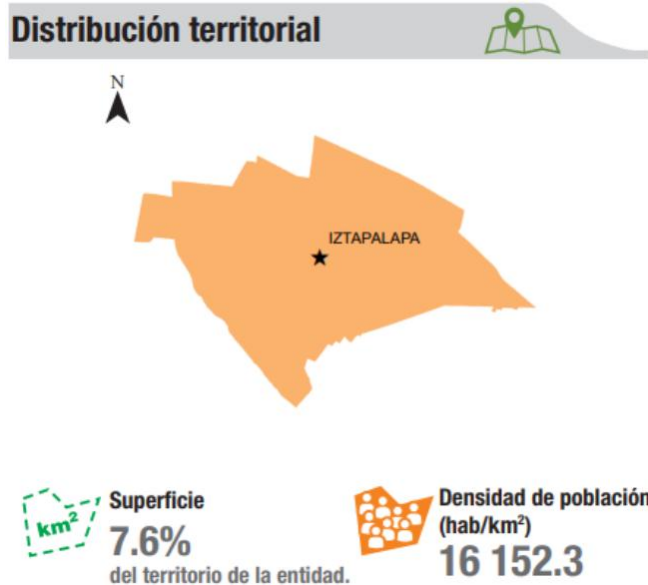 Distribución territorial
N
IZTAPALAPA
km²
Superficie
7.6%
del territorio de la entidad.
Densidad de población
(hab/km²)
16 152.3